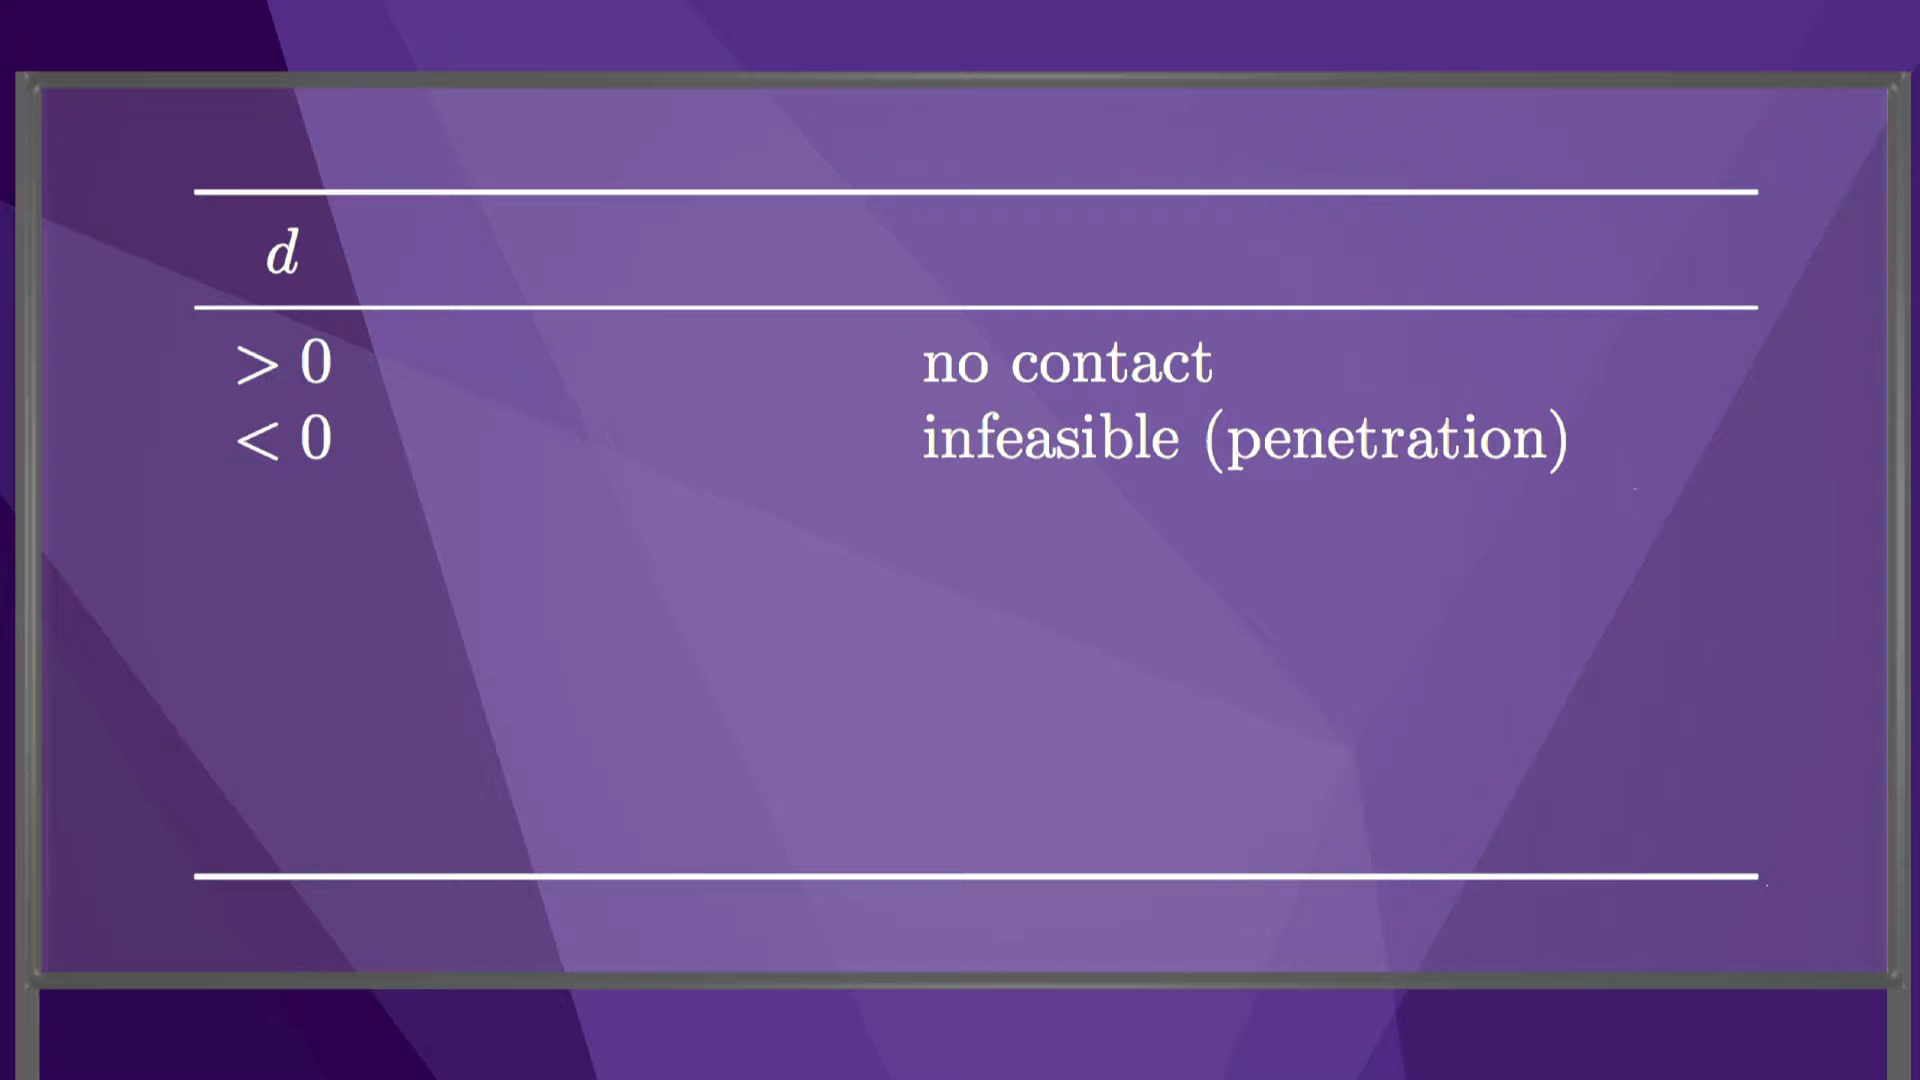 d
> 0 no contact
< 0 infeasible (penetration)